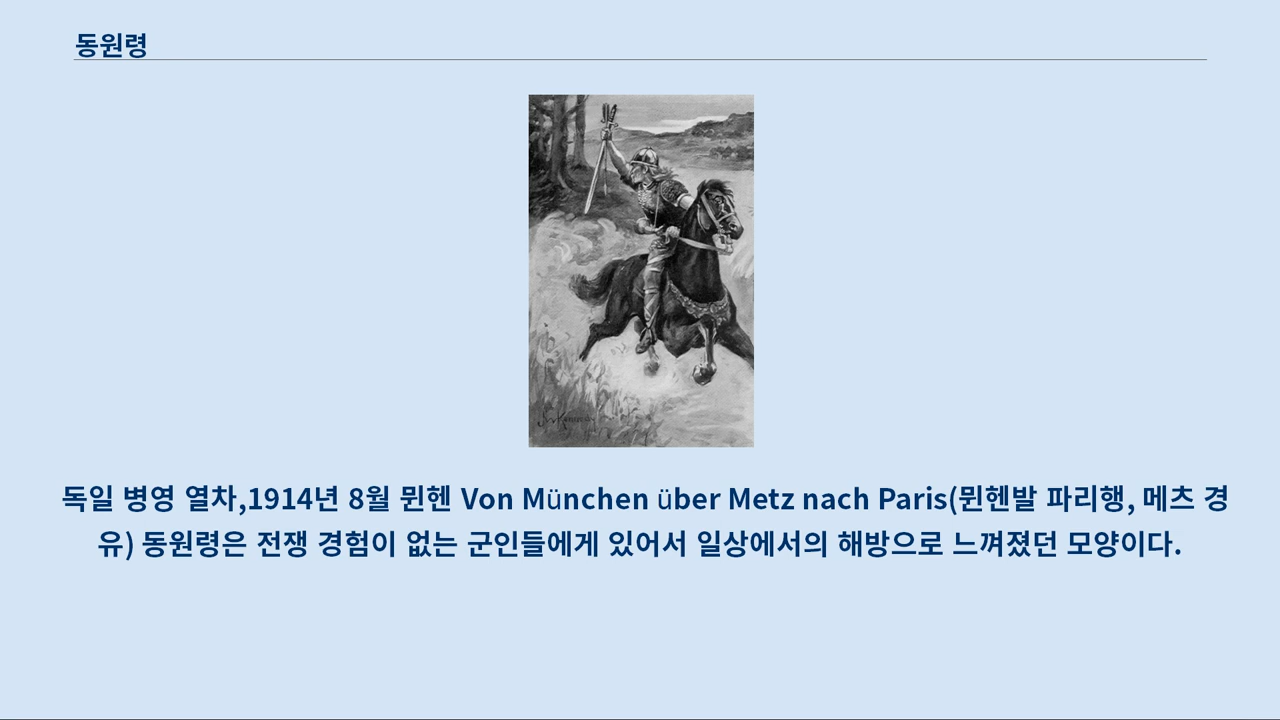 동원령
독일 병영 열차,1914년 8월 뮌헨 Von München über Metz nach Paris(뮌헨발 파리행, 메츠 경
유) 동원령은 전쟁 경험이 없는 군인들에게 있어서 일상에서의 해방으로 느껴졌던 모양이다.